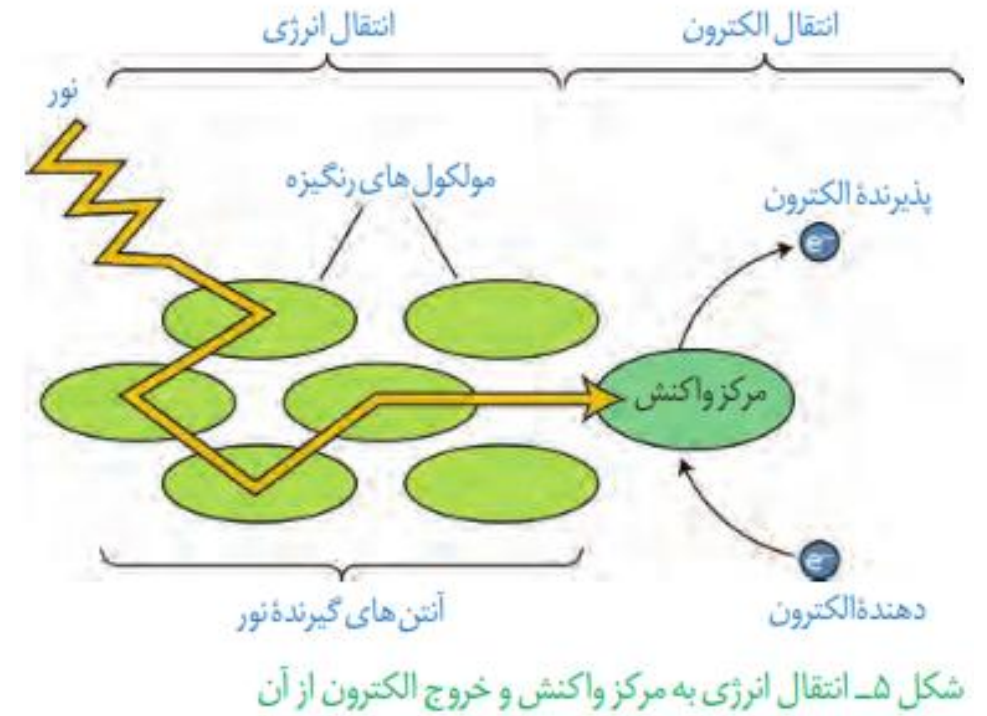 انتقال الکترون
انتقال انرژی
نور
مولکول های رنگیزه
پذیرندهٔ الکترون
e⁻
مرکز واکنش
e⁻
دهندهٔ الکترون
آنتن های گیرندهٔ نور
شکل ۵ـ انتقال انرژی به مرکز واکنش و خروج الکترون از آن